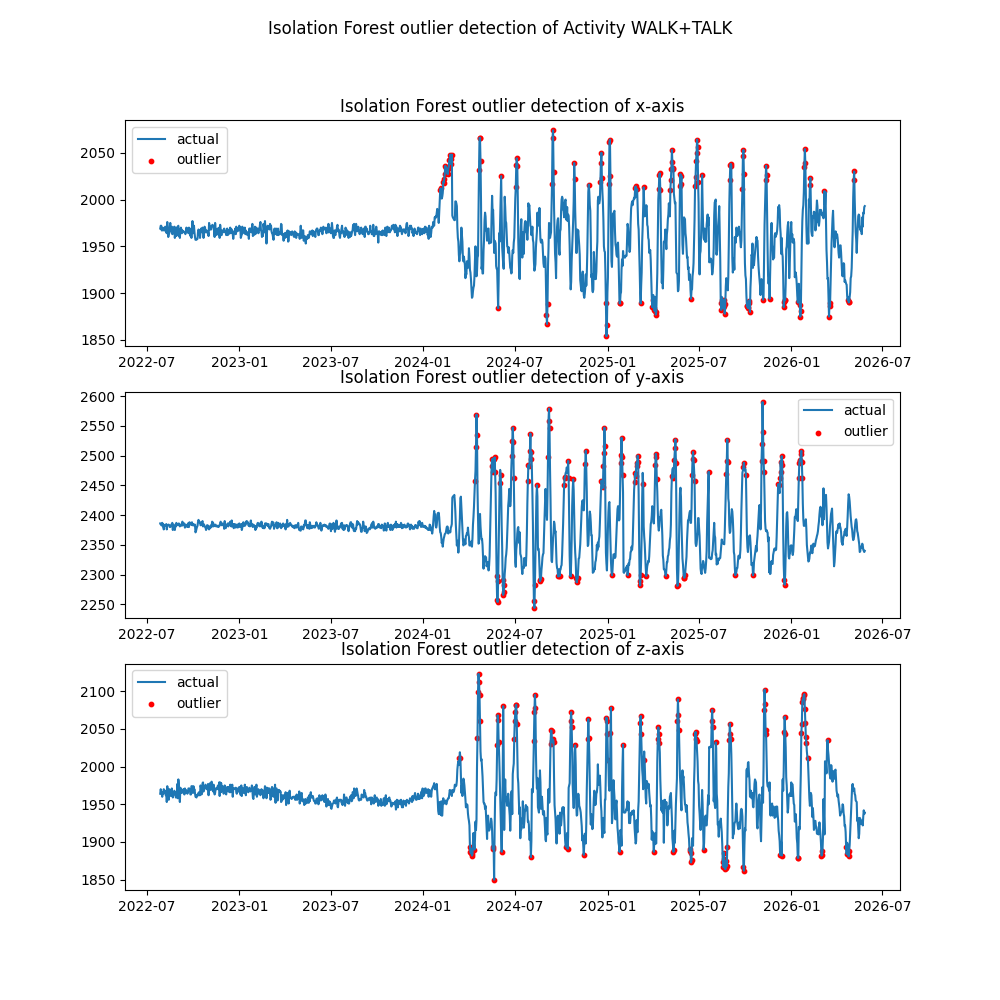 Isolation Forest outlier detection of Activity WALK+TALK
Isolation Forest outlier detection of x-axis
actual
outlier
2050
2000
1950
1900
1850
2022-07 2023-01 2023-07 2024-01 2024-07 2025-01 2025-07 2026-01 2026-07
Isolation Forest outlier detection of y-axis
actual
outlier
2600
2550
2500
2450
2400
2350
2300
2250
2022-07 2023-01 2023-07 2024-01 2024-07 2025-01 2025-07 2026-01 2026-07
Isolation Forest outlier detection of z-axis
actual
outlier
2100
2050
2000
1950
1900
1850
2022-07 2023-01 2023-07 2024-01 2024-07 2025-01 2025-07 2026-01 2026-07